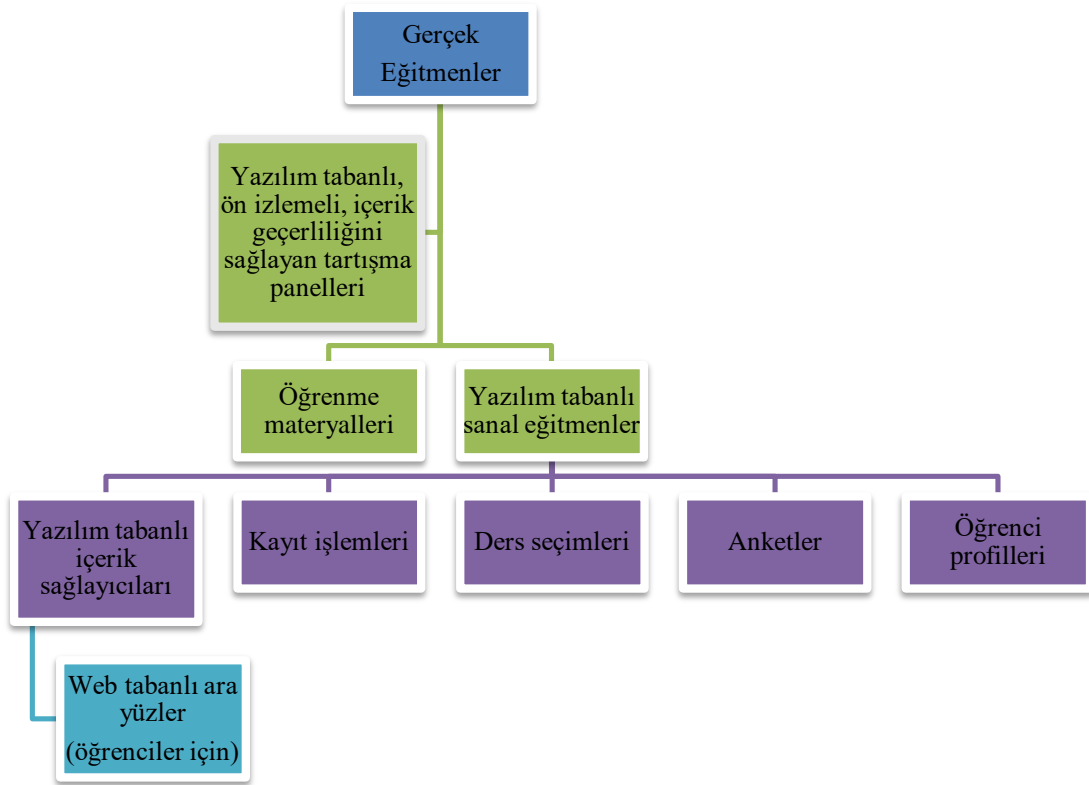 Gerçek
Eğitmenler
Yazılım tabanlı,
ön izlemeli, içerik
geçerliliğini
sağlayan tartışma
panelleri
Öğrenme
materyalleri
Yazılım tabanlı
sanal eğitmenler
Yazılım tabanlı
içerik
sağlayıcıları
Kayıt işlemleri
Ders seçimleri
Anketler
Öğrenci
profilleri
Web tabanlı ara
yüzler
(öğrenciler için)